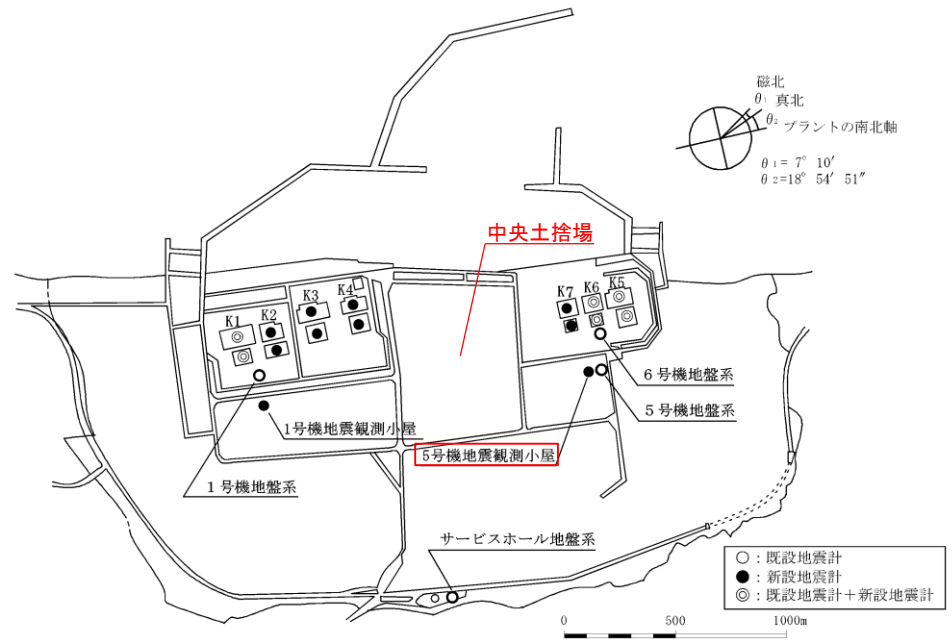 磁北
θ₁ 真北
θ₂ プラントの南北軸
θ₁= 7° 10′
θ₂=18° 54′ 51″
中央土捨場
K1
K2
K3
K4
K7
K6
K5
6号機地盤系
5号機地盤系
1号機地震観測小屋
5号機地震観測小屋
1号機地盤系
サービスホール地盤系
○ : 既設地震計
● : 新設地震計
◎ : 既設地震計+新設地震計
0 500 1000m